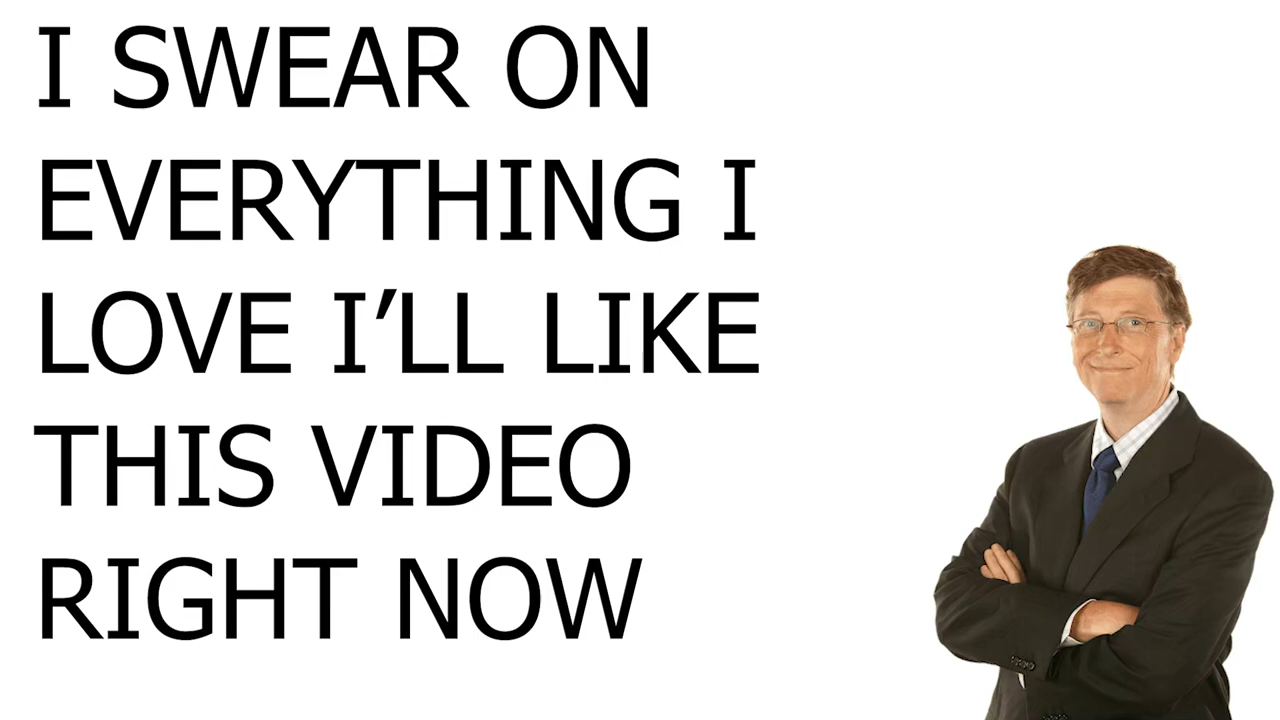 I SWEAR ON
EVERYTHING I
LOVE I’LL LIKE
THIS VIDEO
RIGHT NOW